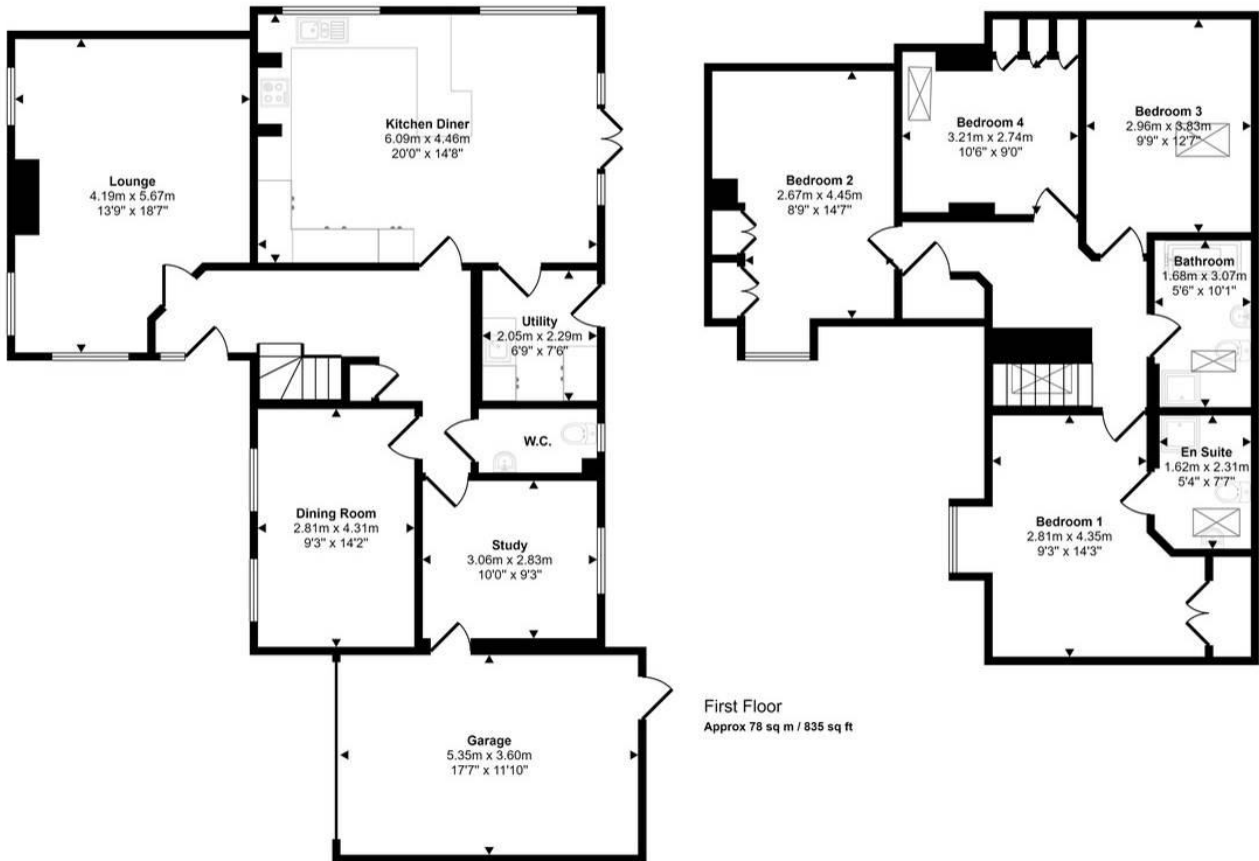 Kitchen Diner
6.09m x 4.46m
20'0" x 14'8"
Lounge
4.19m x 5.67m
13'9" x 18'7"
Utility
2.05m x 2.29m
6'9" x 7'6"
W.C.
Dining Room
2.81m x 4.31m
9'3" x 14'2"
Study
3.06m x 2.83m
10'0" x 9'3"
Garage
5.35m x 3.60m
17'7" x 11'10"
Bedroom 4
3.21m x 2.74m
10'6" x 9'0"
Bedroom 3
2.96m x 3.83m
9'9" x 12'7"
Bedroom 2
2.67m x 4.45m
8'9" x 14'7"
Bathroom
1.68m x 3.07m
5'6" x 10'1"
En Suite
1.62m x 2.31m
5'4" x 7'7"
Bedroom 1
2.81m x 4.35m
9'3" x 14'3"
First Floor
Approx 78 sq m / 835 sq ft